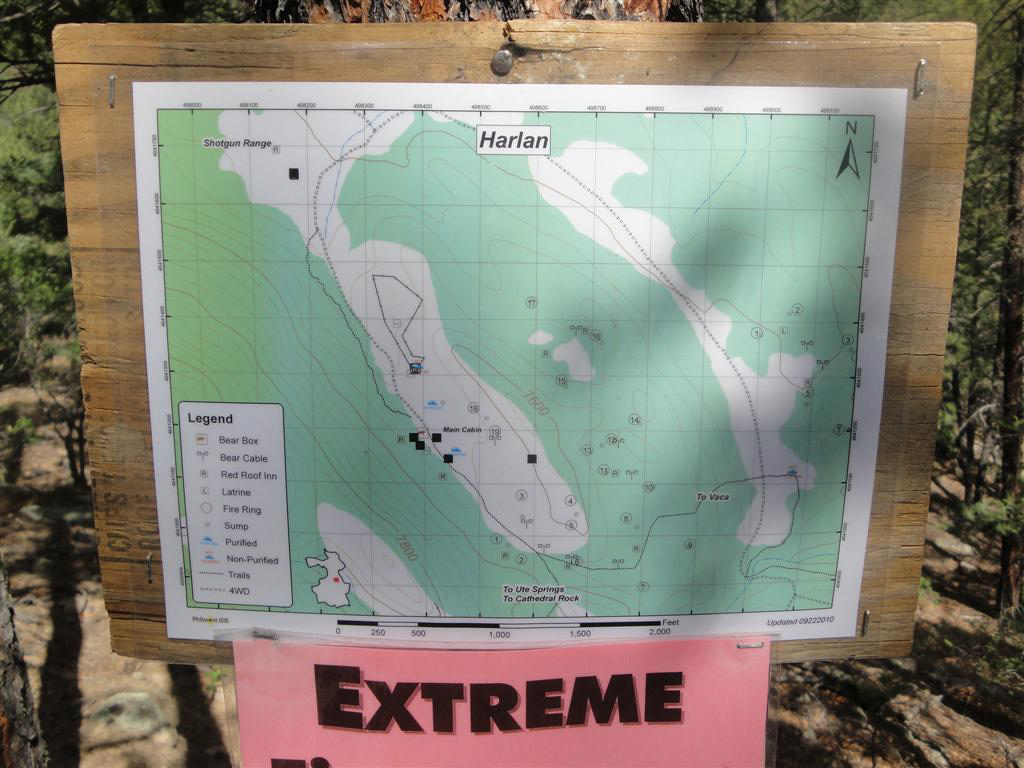 498000 498100 498200 498300 498400 498500 498600 498700 498800 498900 499000 499100
Harlan
N
Shotgun Range R
17
2
1
L
3
16
R
R
15
R
5
7600
18
14
Main Cabin
19
12
7
R
13
11
R
R
10
To Vaca
3
4
6
8
1
9
R
2
R
R
7
7800
To Ute Springs
To Cathedral Rock
Legend
Bear Box
Bear Cable
R Red Roof Inn
L Latrine
Fire Ring
Sump
Purified
Non-Purified
Trails
4WD
Philmont GIS
0 250 500 1,000 1,500 2,000 Feet
Updated 09222010
EXTREME